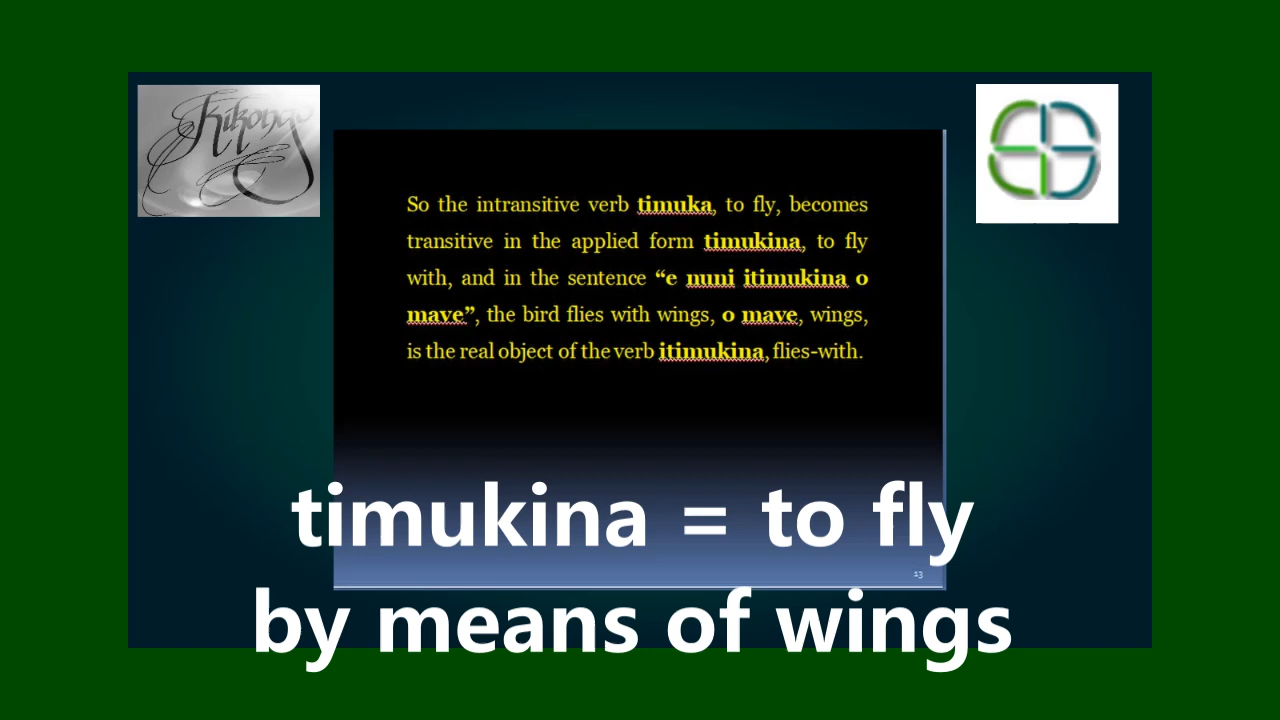 Kikongo
So the intransitive verb timuka, to fly, becomes
transitive in the applied form timukina, to fly
with, and in the sentence “e nuni itimukina o
mave”, the bird flies with wings, o mave, wings,
is the real object of the verb itimukina, flies-with.
timukina = to fly
13
by means of wings